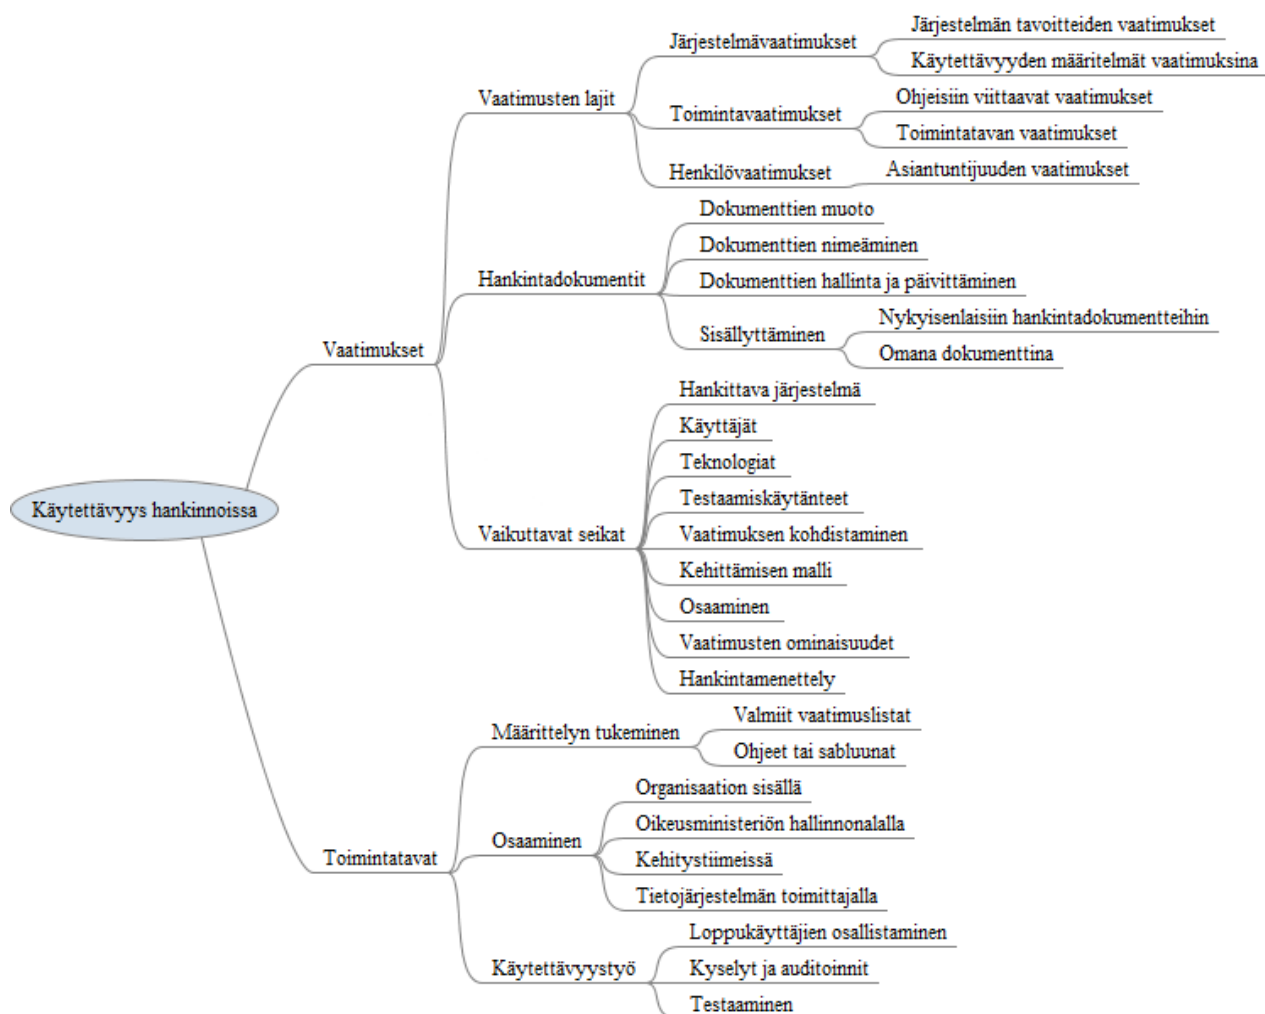 Käytettävyys hankinnoissa
Vaatimukset
Vaatimusten lajit
Järjestelmävaatimukset
Järjestelmän tavoitteiden vaatimukset
Käytettävyyden määritelmät vaatimuksina
Toimintavaatimukset
Ohjeisiin viittaavat vaatimukset
Toimintatavan vaatimukset
Henkilövaatimukset
Asiantuntijuuden vaatimukset
Hankintadokumentit
Dokumenttien muoto
Dokumenttien nimeäminen
Dokumenttien hallinta ja päivittäminen
Sisällyttäminen
Nykyisenlaisiin hankintadokumentteihin
Omana dokumenttina
Vaikuttavat seikat
Hankittava järjestelmä
Käyttäjät
Teknologiat
Testaamiskäytänteet
Vaatimuksen kohdistaminen
Kehittämisen malli
Osaaminen
Vaatimusten ominaisuudet
Hankintamenettely
Toimintatavat
Määrittelyn tukeminen
Valmiit vaatimuslistat
Ohjeet tai sabluunat
Osaaminen
Organisaation sisällä
Oikeusministeriön hallinnonalalla
Kehitystiimeissä
Tietojärjestelmän toimittajalla
Käytettävyystyö
Loppukäyttäjien osallistaminen
Kyselyt ja auditoinnit
Testaaminen